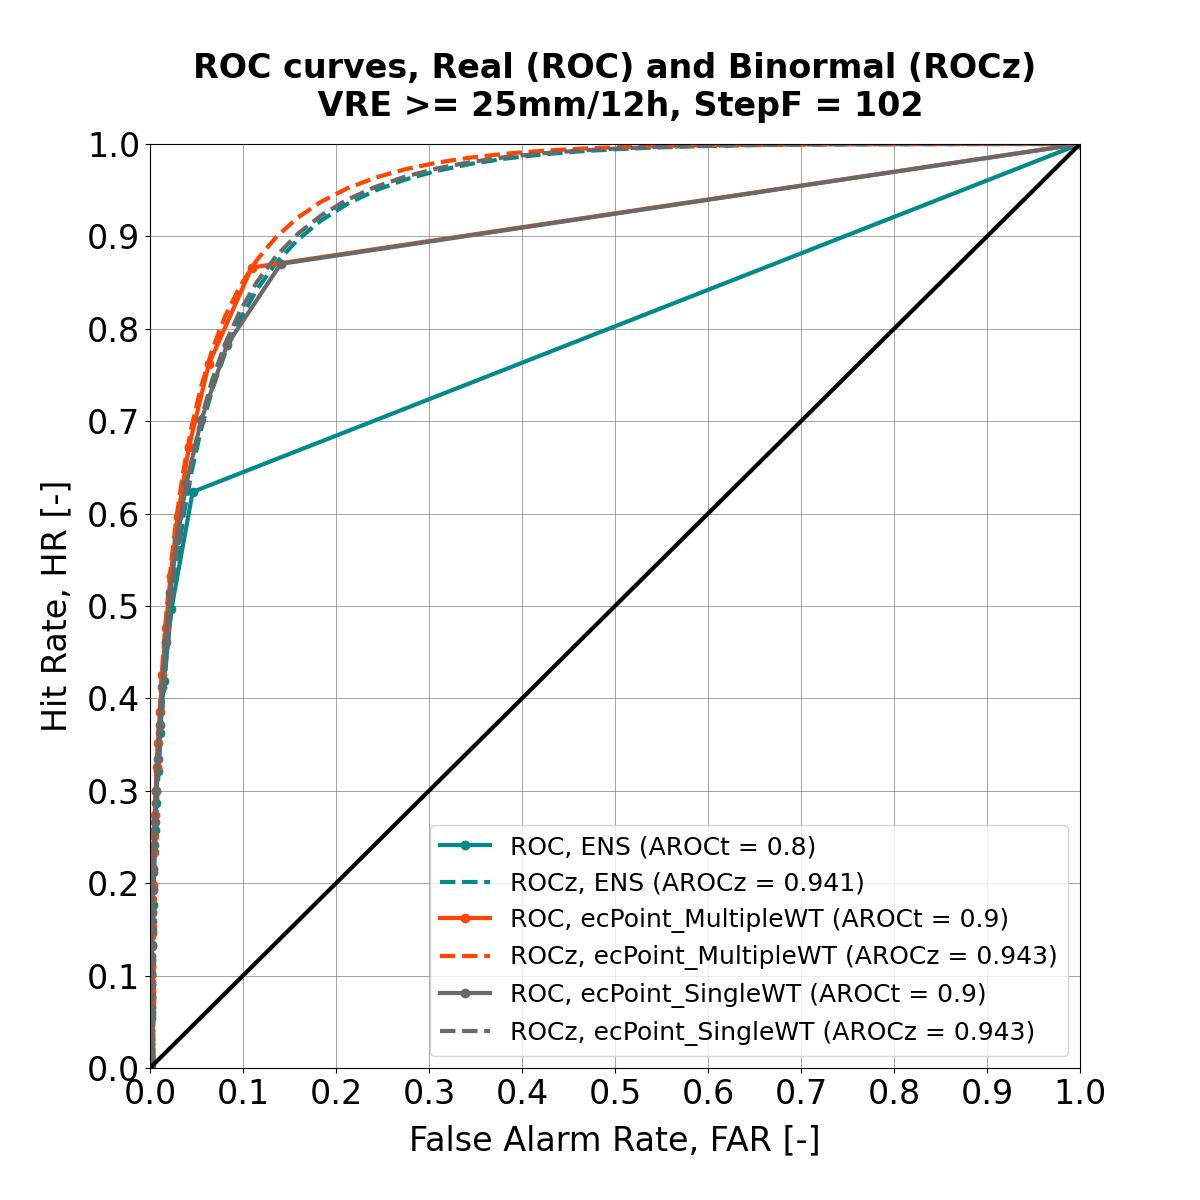 ROC curves, Real (ROC) and Binormal (ROCz)
VRE >= 25mm/12h, StepF = 102
1.0
0.9
0.8
0.7
0.6
0.5
0.4
0.3
0.2
0.1
0.0
Hit Rate, HR [-]
ROC, ENS (AROCt = 0.8)
ROCz, ENS (AROCz = 0.941)
ROC, ecPoint_MultipleWT (AROCt = 0.9)
ROCz, ecPoint_MultipleWT (AROCz = 0.943)
ROC, ecPoint_SingleWT (AROCt = 0.9)
ROCz, ecPoint_SingleWT (AROCz = 0.943)
0.0 0.1 0.2 0.3 0.4 0.5 0.6 0.7 0.8 0.9 1.0
False Alarm Rate, FAR [-]